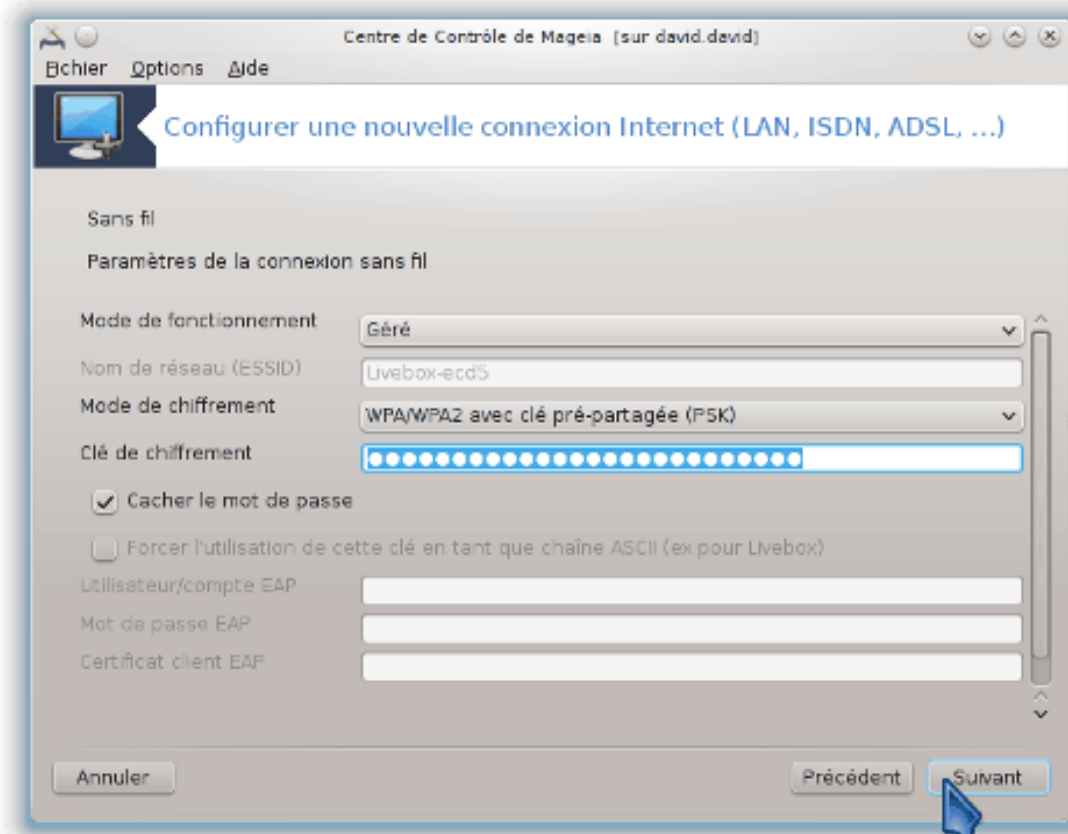 Centre de Contrôle de Mageia [sur david.david]
Fichier Options Aide
Configurer une nouvelle connexion Internet (LAN, ISDN, ADSL, ...)
Sans fil
Paramètres de la connexion sans fil
Mode de fonctionnement Géré
Nom de réseau (ESSID) Livebox-ecd5
Mode de chiffrement WPA/WPA2 avec clé pré-partagée (PSK)
Clé de chiffrement ●●●●●●●●●●●●●●●●●●●●●●●●●●
Cacher le mot de passe
Forcer l'utilisation de cette clé en tant que chaîne ASCII (ex pour Livebox)
Utilisateur/compte EAP
Mot de passe EAP
Certificat client EAP
Annuler Précédent Suivant